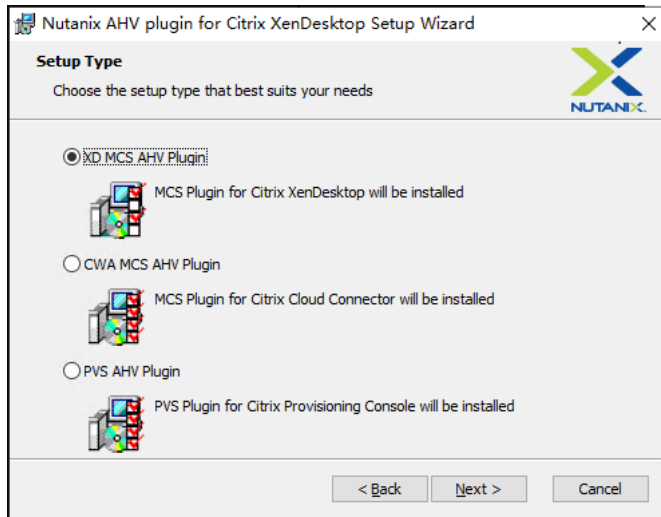 Nutanix AHV plugin for Citrix XenDesktop Setup Wizard
Setup Type
Choose the setup type that best suits your needs
NUTANIX.
XD MCS AHV Plugin
MCS Plugin for Citrix XenDesktop will be installed
CWA MCS AHV Plugin
MCS Plugin for Citrix Cloud Connector will be installed
PVS AHV Plugin
PVS Plugin for Citrix Provisioning Console will be installed
< Back Next > Cancel